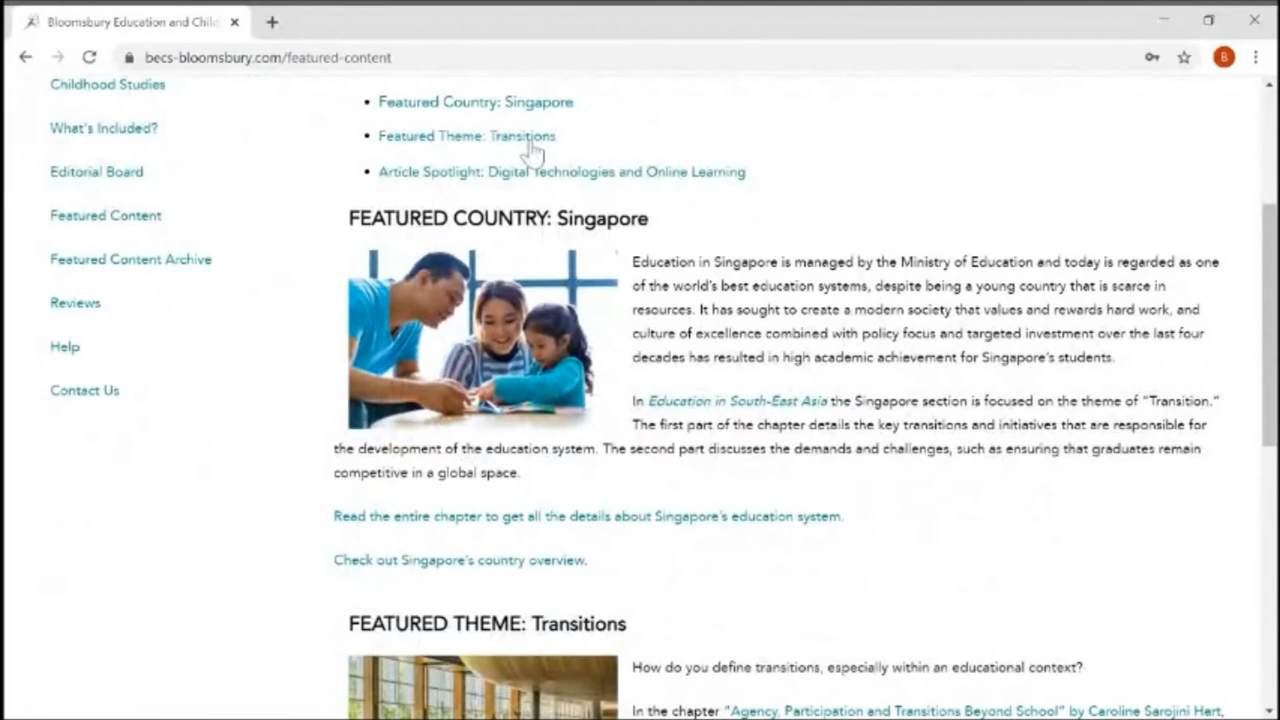 Bloomsbury Education and Child
becs-bloomsbury.com/featured-content
B
Childhood Studies
What's Included?
Editorial Board
Featured Content
Featured Content Archive
Reviews
Help
Contact Us
• Featured Country: Singapore
• Featured Theme: Transitions
• Article Spotlight: Digital Technologies and Online Learning
FEATURED COUNTRY: Singapore
Education in Singapore is managed by the Ministry of Education and today is regarded as one
of the world's best education systems, despite being a young country that is scarce in
resources. It has sought to create a modern society that values and rewards hard work, and
culture of excellence combined with policy focus and targeted investment over the last four
decades has resulted in high academic achievement for Singapore's students.
In Education in South-East Asia the Singapore section is focused on the theme of "Transition."
The first part of the chapter details the key transitions and initiatives that are responsible for
the development of the education system. The second part discusses the demands and challenges, such as ensuring that graduates remain
competitive in a global space.
Read the entire chapter to get all the details about Singapore's education system.
Check out Singapore's country overview.
FEATURED THEME: Transitions
How do you define transitions, especially within an educational context?
In the chapter "Agency, Participation and Transitions Beyond School" by Caroline Sarojini Hart,